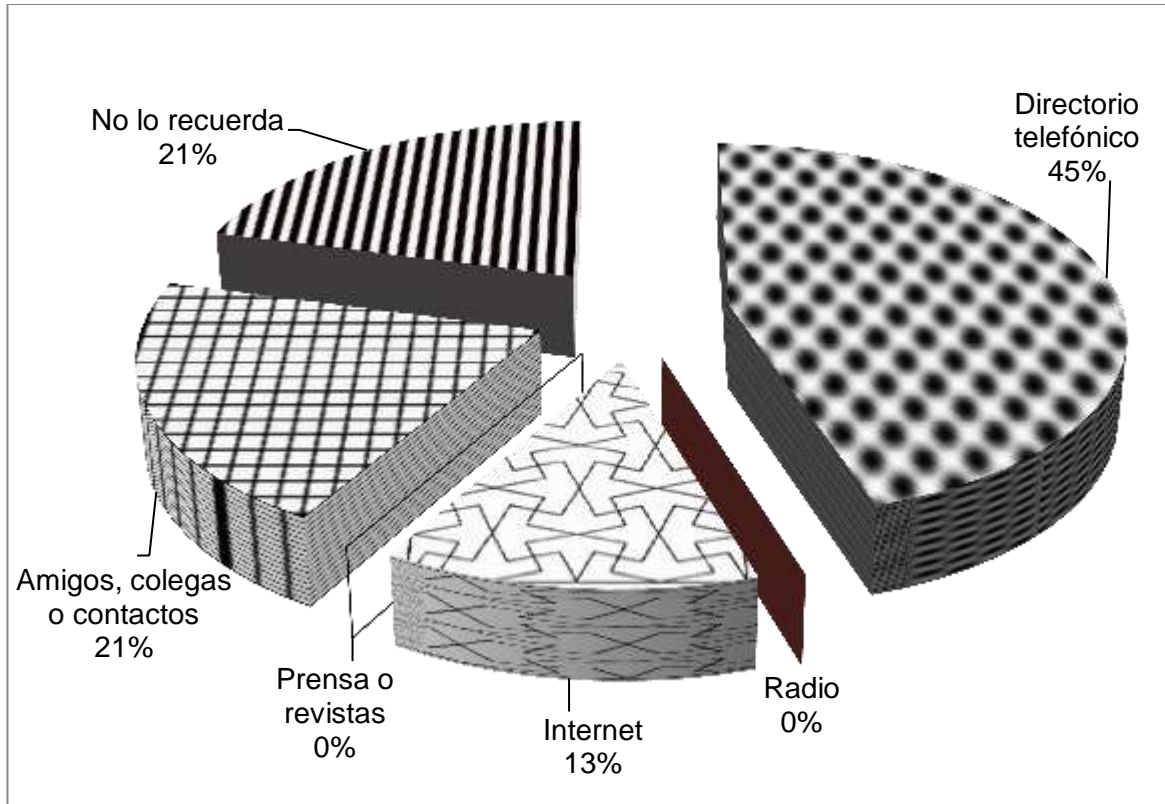 No lo recuerda
21%
Directorio
telefónico
45%
Amigos, colegas
o contactos
21%
Prensa o
revistas
0%
Internet
13%
Radio
0%